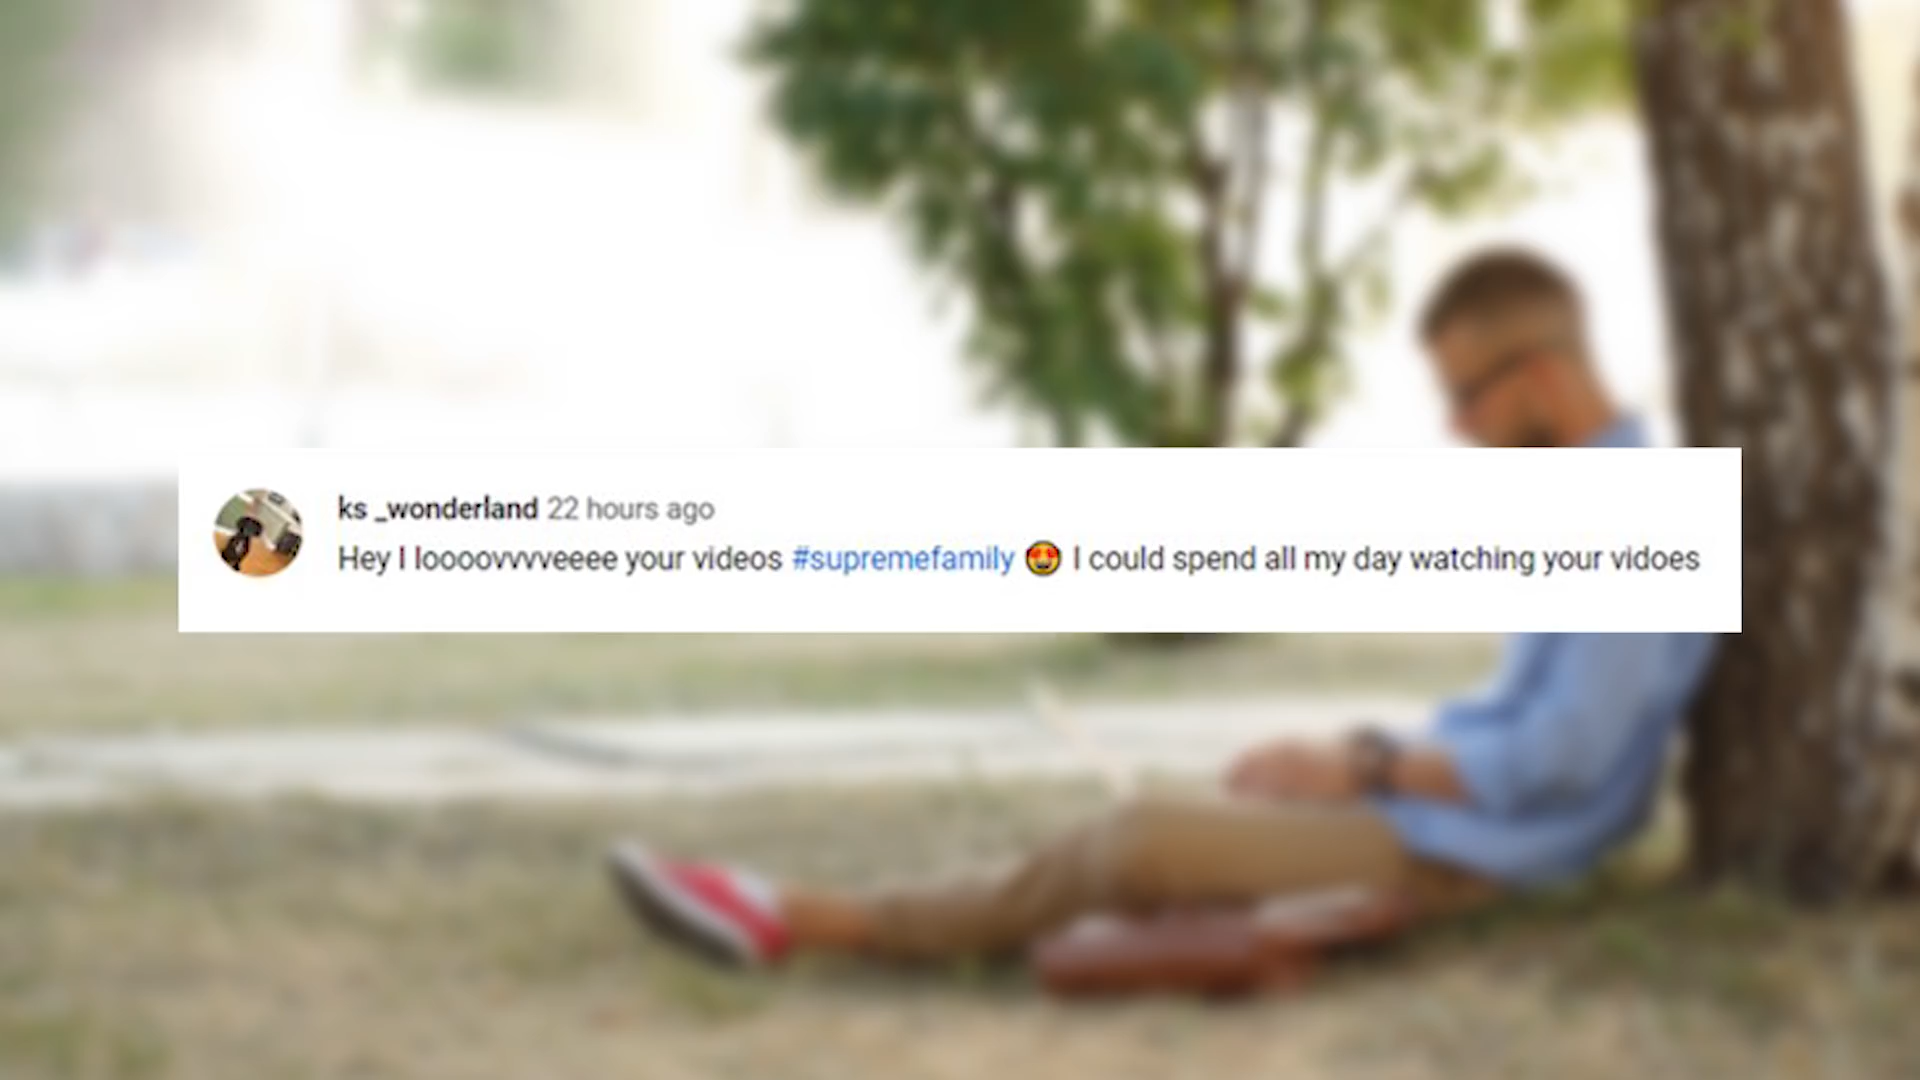 ks _wonderland 22 hours ago
Hey I loooovvvveeee your videos #supremefamily 😍 I could spend all my day watching your vidoes